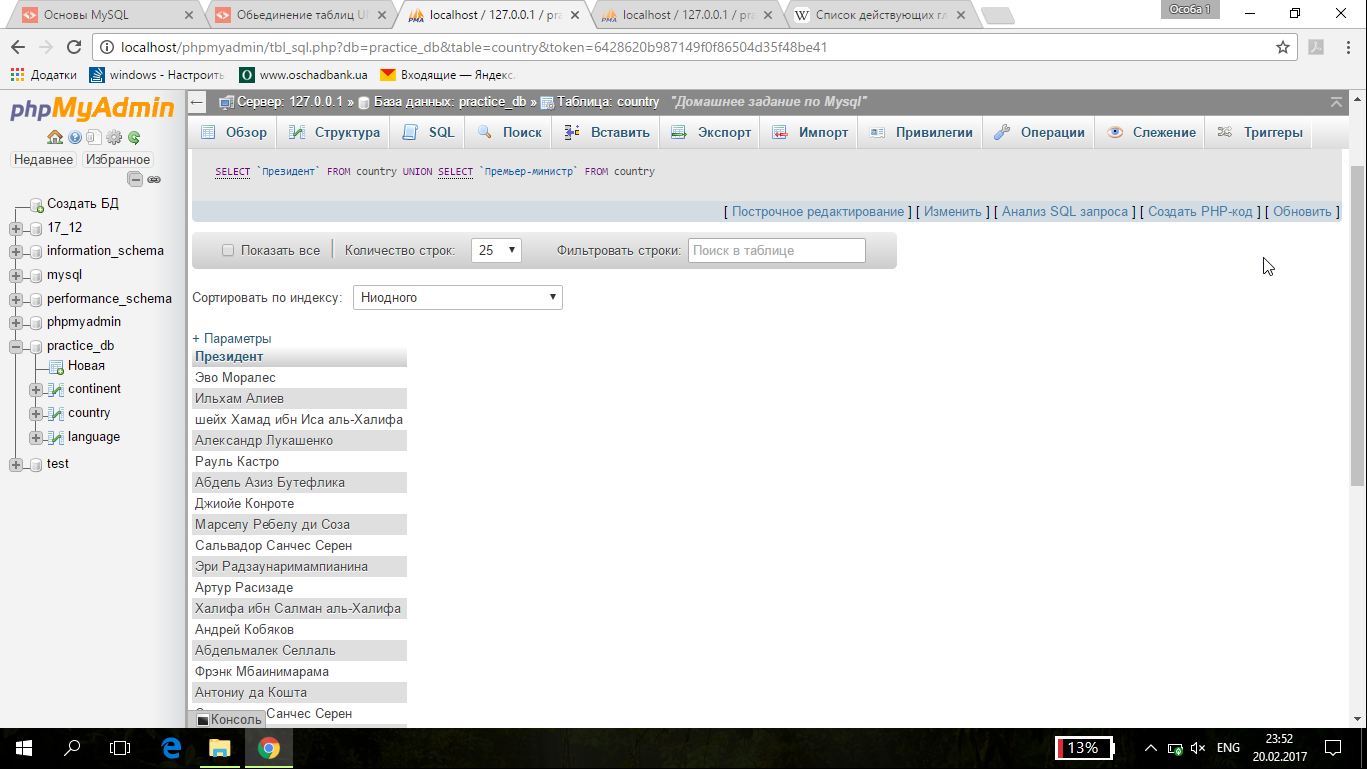 Основы MySQL
Объединение таблиц UI
localhost / 127.0.0.1 / pra
localhost / 127.0.0.1 / pra
Список действующих гл
Особа 1
localhost/phpmyadmin/tbl_sql.php?db=practice_db&table=country&token=6428620b987149f0f86504d35f48be41
Додатки
windows - Настроить
www.oschadbank.ua
Входящие — Яндекс.
phpMyAdmin
Недавнее Избранное
Создать БД
17_12
information_schema
mysql
performance_schema
phpmyadmin
practice_db
Новая
continent
country
language
test
Сервер: 127.0.0.1 » База данных: practice_db » Таблица: country "Домашнее задание по Mysql"
Обзор Структура SQL Поиск Вставить Экспорт Импорт Привилегии Операции Слежение Триггеры
SELECT `Президент` FROM country UNION SELECT `Премьер-министр` FROM country
[ Построчное редактирование ] [ Изменить ] [ Анализ SQL запроса ] [ Создать PHP-код ] [ Обновить ]
Показать все Количество строк: 25 Фильтровать строки: Поиск в таблице
Сортировать по индексу: Ниодного
+ Параметры
Президент
Эво Моралес
Ильхам Алиев
шейх Хамад ибн Иса аль-Халифа
Александр Лукашенко
Рауль Кастро
Абдель Азиз Бутефлика
Джиойе Конроте
Марселу Ребелу ди Соза
Сальвадор Санчес Серен
Эри Радзаунаримампианина
Артур Расизаде
Халифа ибн Салман аль-Халифа
Андрей Кобяков
Абдельмалек Селлаль
Фрэнк Мбаинимарама
Антониу да Кошта
Санчес Серен
Консоль
13%
ENG
23:52
20.02.2017